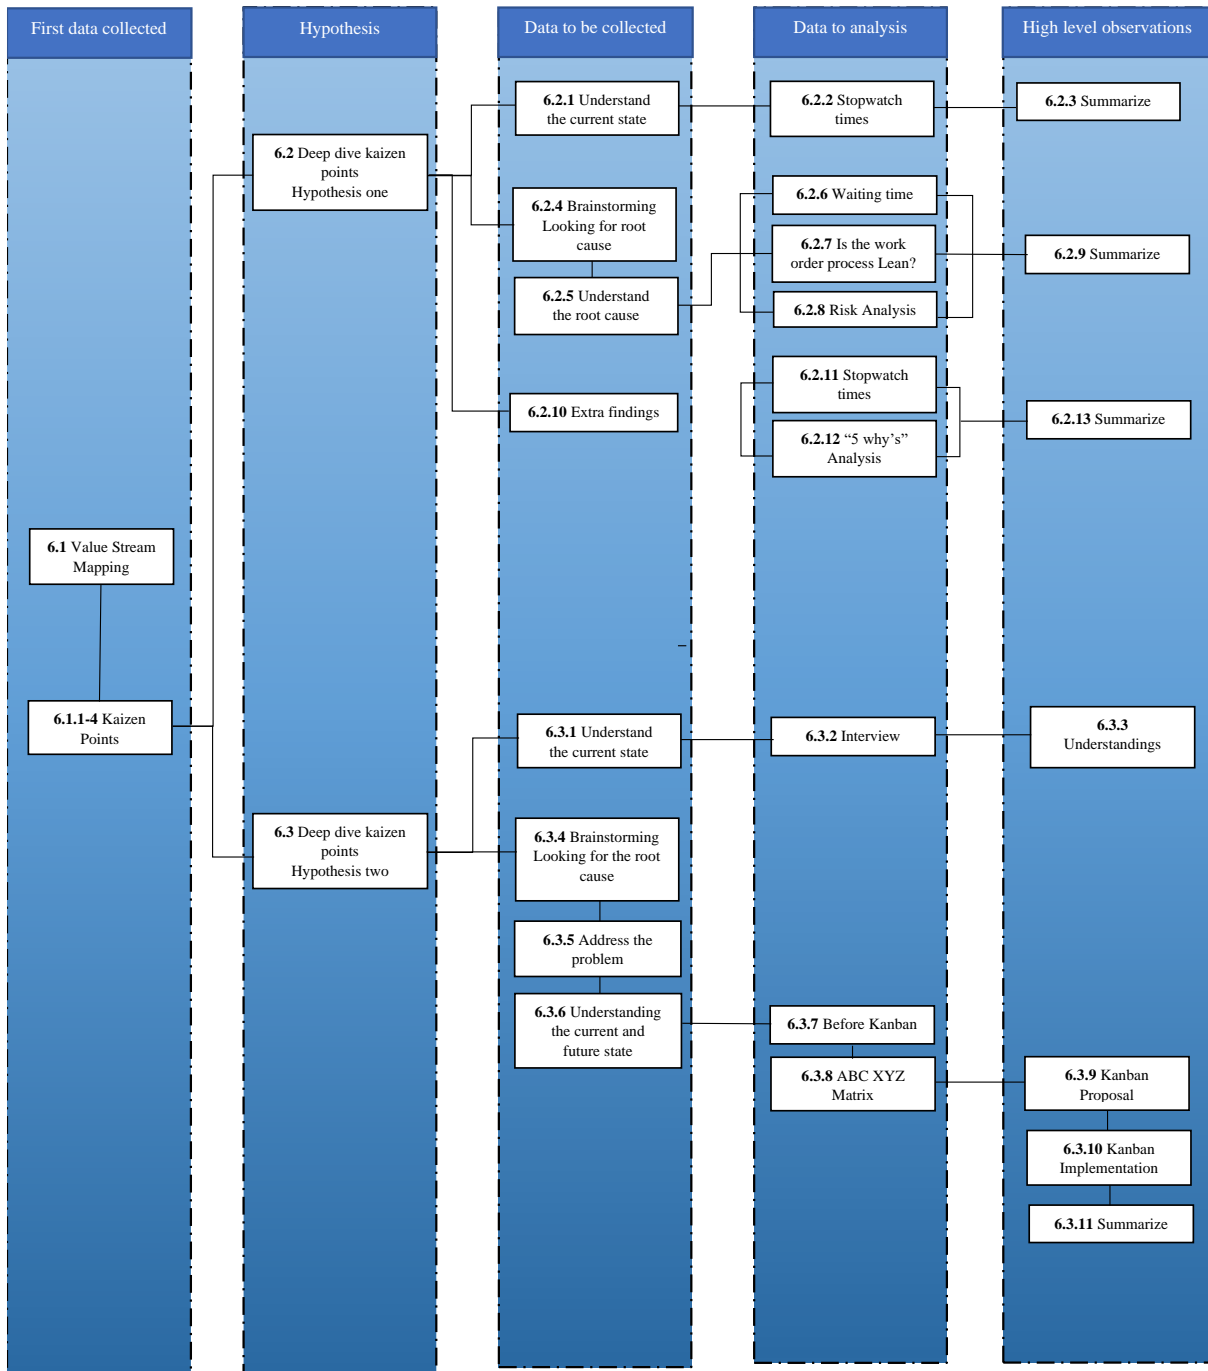 First data collected
Hypothesis
Data to be collected
Data to analysis
High level observations
6.1 Value Stream
Mapping
6.1.1-4 Kaizen
Points
6.2 Deep dive kaizen
points
Hypothesis one
6.3 Deep dive kaizen
points
Hypothesis two
6.2.1 Understand
the current state
6.2.4 Brainstorming
Looking for root
cause
6.2.5 Understand
the root cause
6.2.10 Extra findings
6.3.1 Understand
the current state
6.3.4 Brainstorming
Looking for the root
cause
6.3.5 Address the
problem
6.3.6 Understanding
the current and
future state
6.2.2 Stopwatch
times
6.2.6 Waiting time
6.2.7 Is the work
order process Lean?
6.2.8 Risk Analysis
6.2.11 Stopwatch
times
6.2.12 “5 why’s”
Analysis
6.3.2 Interview
6.3.7 Before Kanban
6.3.8 ABC XYZ
Matrix
6.2.3 Summarize
6.2.9 Summarize
6.2.13 Summarize
6.3.3
Understandings
6.3.9 Kanban
Proposal
6.3.10 Kanban
Implementation
6.3.11 Summarize